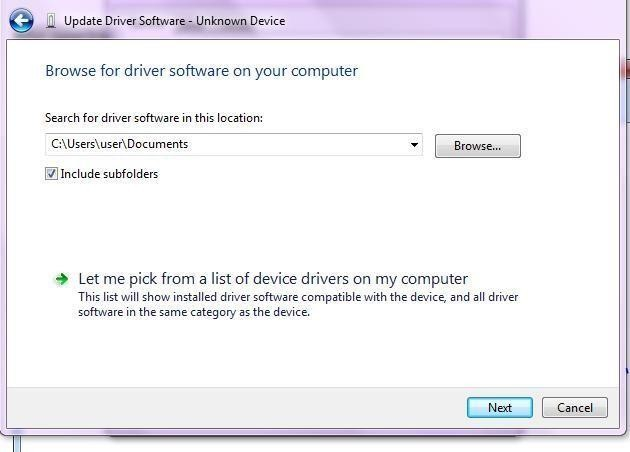 Update Driver Software - Unknown Device
Browse for driver software on your computer
Search for driver software in this location:
C:\Users\user\Documents
Browse...
Include subfolders
Let me pick from a list of device drivers on my computer
This list will show installed driver software compatible with the device, and all driver
software in the same category as the device.
Next
Cancel